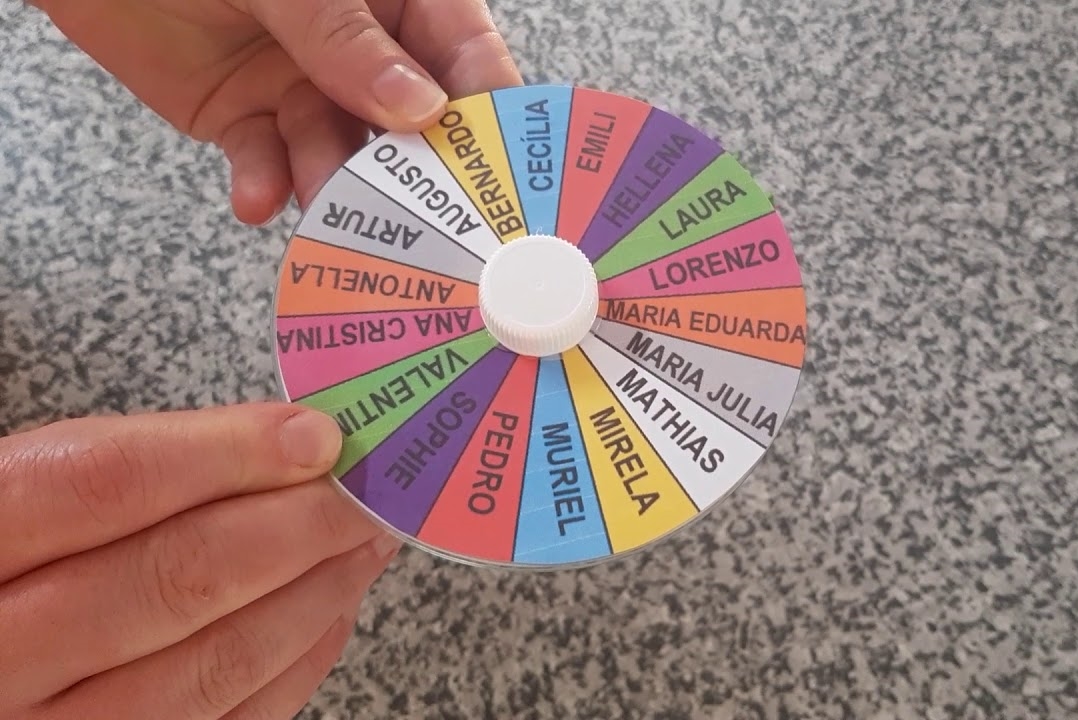 ANA CRISTINA
ANTONELLA
ARTUR
AUGUSTO
BERNARDO
CECÍLIA
EMILI
HELLENA
LAURA
LORENZO
MARIA EDUARDA
MARIA JULIA
MATHIAS
MIRELA
MURIEL
PEDRO
SOPHIE
VALENTIN